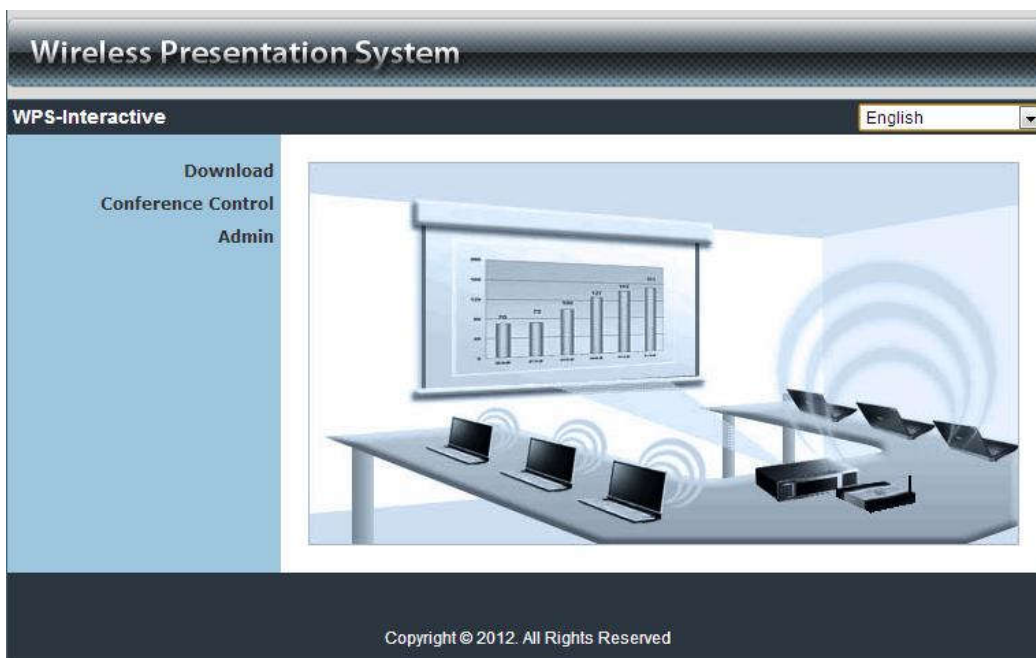 Wireless Presentation System
WPS-Interactive
English
Download
Conference Control
Admin
Copyright © 2012. All Rights Reserved